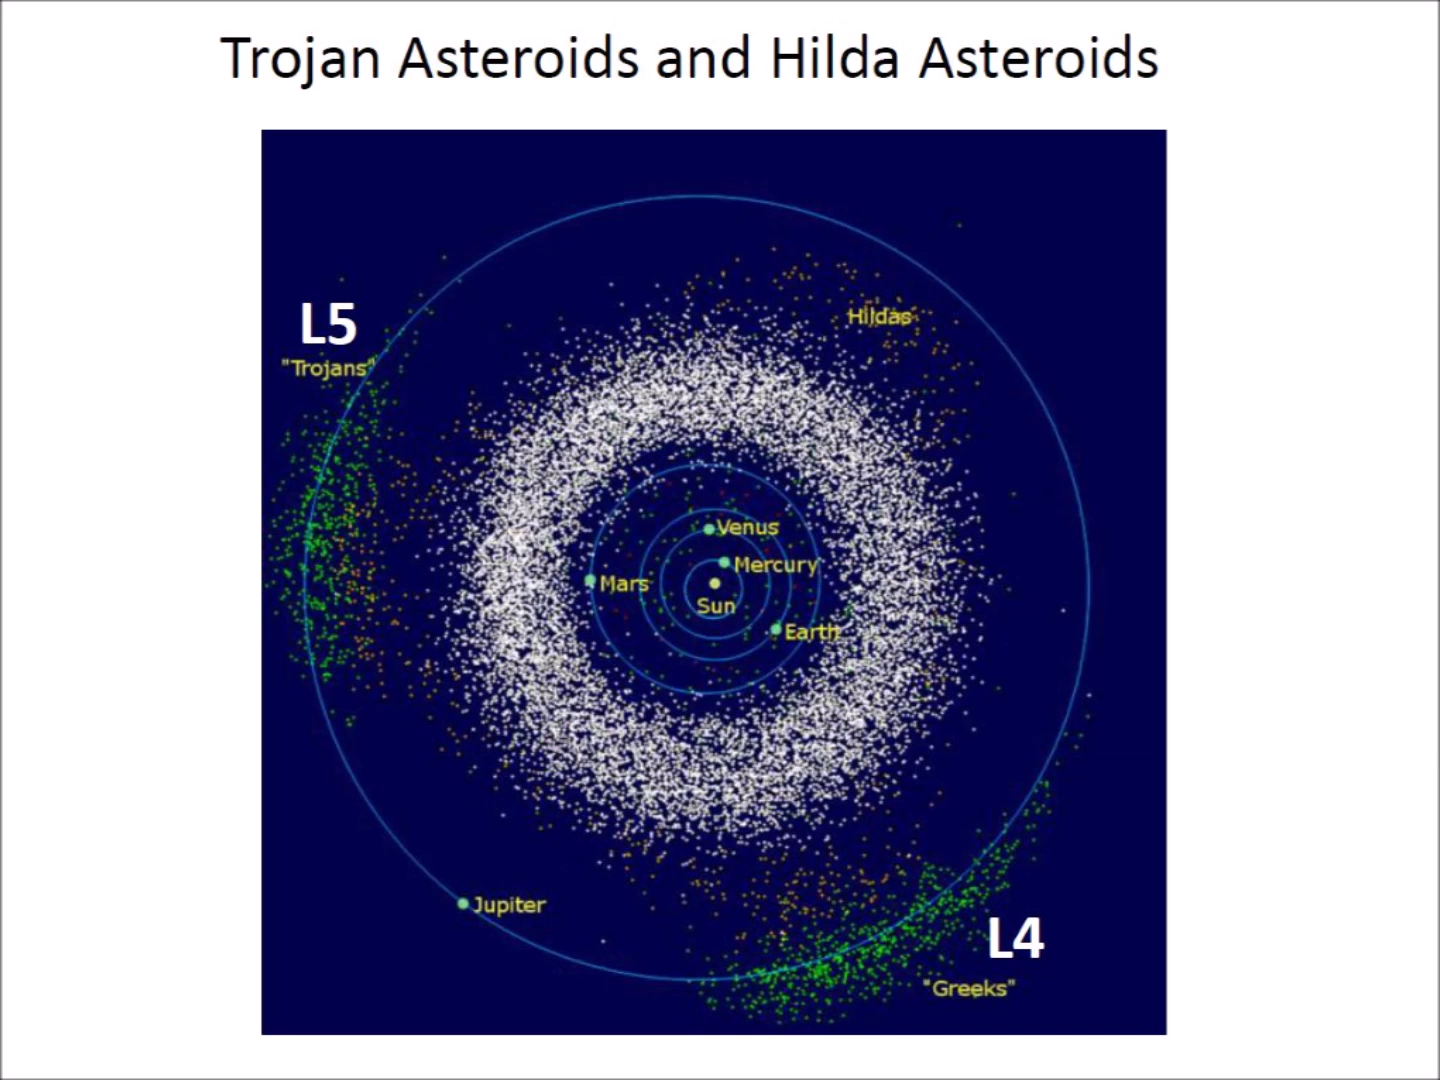 Trojan Asteroids and Hilda Asteroids
L5
"Trojans"
Hildas
Venus
Mercury
Mars
Sun
Earth
Jupiter
L4
"Greeks"